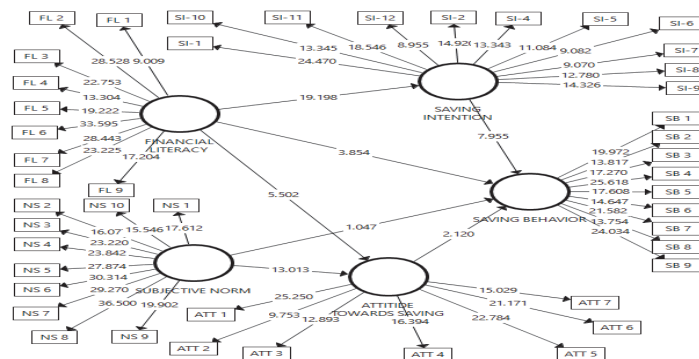 FL 2
FL 1
SI-10
SI-11
SI-12
SI-2
SI-4
SI-5
SI-6
SI-1
SI-7
SI-8
SI-9
13.345
18.546
8.955
14.920
13.343
11.084
9.082
9.070
12.780
14.326
24.470
FL 3
FL 4
FL 5
FL 6
FL 7
FL 8
FL 9
28.528
9.009
22.753
13.304
19.222
33.595
28.443
23.225
17.204
FINANCIAL
LITERACY
19.198
SAVING
INTENTION
7.955
3.854
5.502
SB 1
SB 2
SB 3
SB 4
SB 5
SB 6
SB 7
SB 8
SB 9
19.972
13.817
17.270
25.618
17.608
14.647
21.582
13.754
24.034
SAVING BEHAVIOR
1.047
2.120
NS 2
NS 10
NS 1
NS 3
NS 4
NS 5
NS 6
NS 7
NS 8
NS 9
16.07
15.546
17.612
23.220
23.842
27.874
30.314
29.270
36.500
19.902
SUBJECTIVE NORM
13.013
ATTITIDE
TOWARDS SAVING
25.250
9.753
12.893
16.394
22.784
21.171
15.029
ATT 1
ATT 2
ATT 3
ATT 4
ATT 5
ATT 6
ATT 7